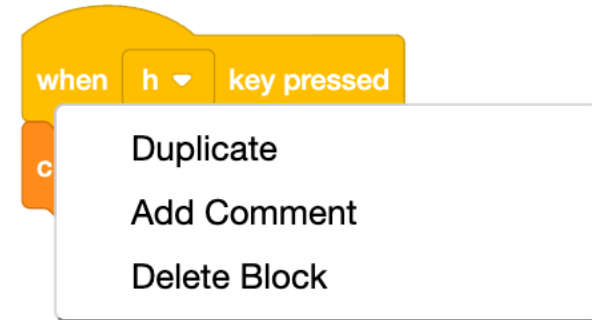 when h key pressed
c
Duplicate
Add Comment
Delete Block